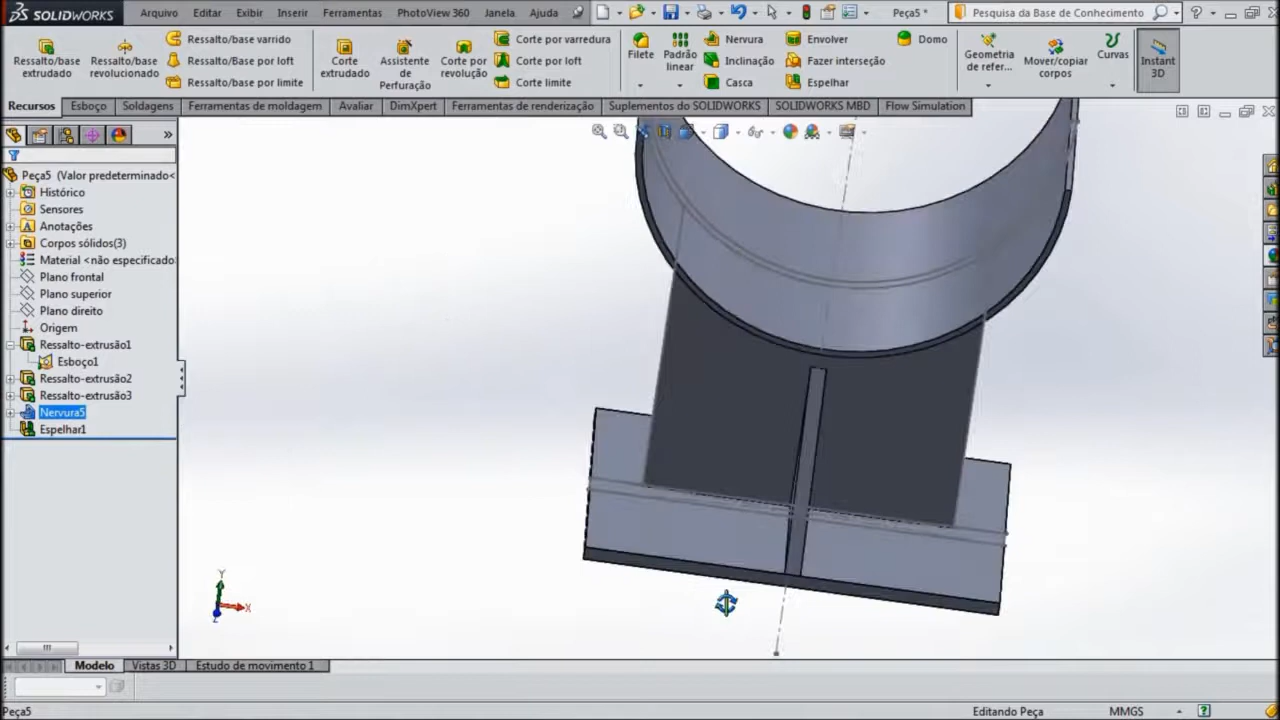 SOLIDWORKS Arquivo Editar Exibir Inserir Ferramentas PhotoView 360 Janela Ajuda Peça5 * Pesquisa da Base de Conhecimento
Ressalto/base extrudado
Ressalto/base revolucionado
Ressalto/base varrido
Ressalto/base por loft
Ressalto/base por limite
Corte extrudado
Assistente de Perfuração
Corte por revolução
Corte por varredura
Corte por loft
Corte limite
Filete
Padrão linear
Nervura
Inclinação
Casca
Envolver
Fazer interseção
Espelhar
Domo
Geometria de refer...
Mover/copiar corpos
Curvas
Instant 3D
Recursos Esboço Soldagens Ferramentas de moldagem Avaliar DimXpert Ferramentas de renderização Suplementos do SOLIDWORKS SOLIDWORKS MBD Flow Simulation
Peça5 (Valor predeterminado<
Histórico
Sensores
Anotações
Corpos sólidos(3)
Material <não especificado>
Plano frontal
Plano superior
Plano direito
Origem
Ressalto-extrusão1
Esboço1
Ressalto-extrusão2
Ressalto-extrusão3
Nervura5
Espelhar1
Y
X
Z
Modelo Vistas 3D Estudo de movimento 1
Peça5 Editando Peça MMGS